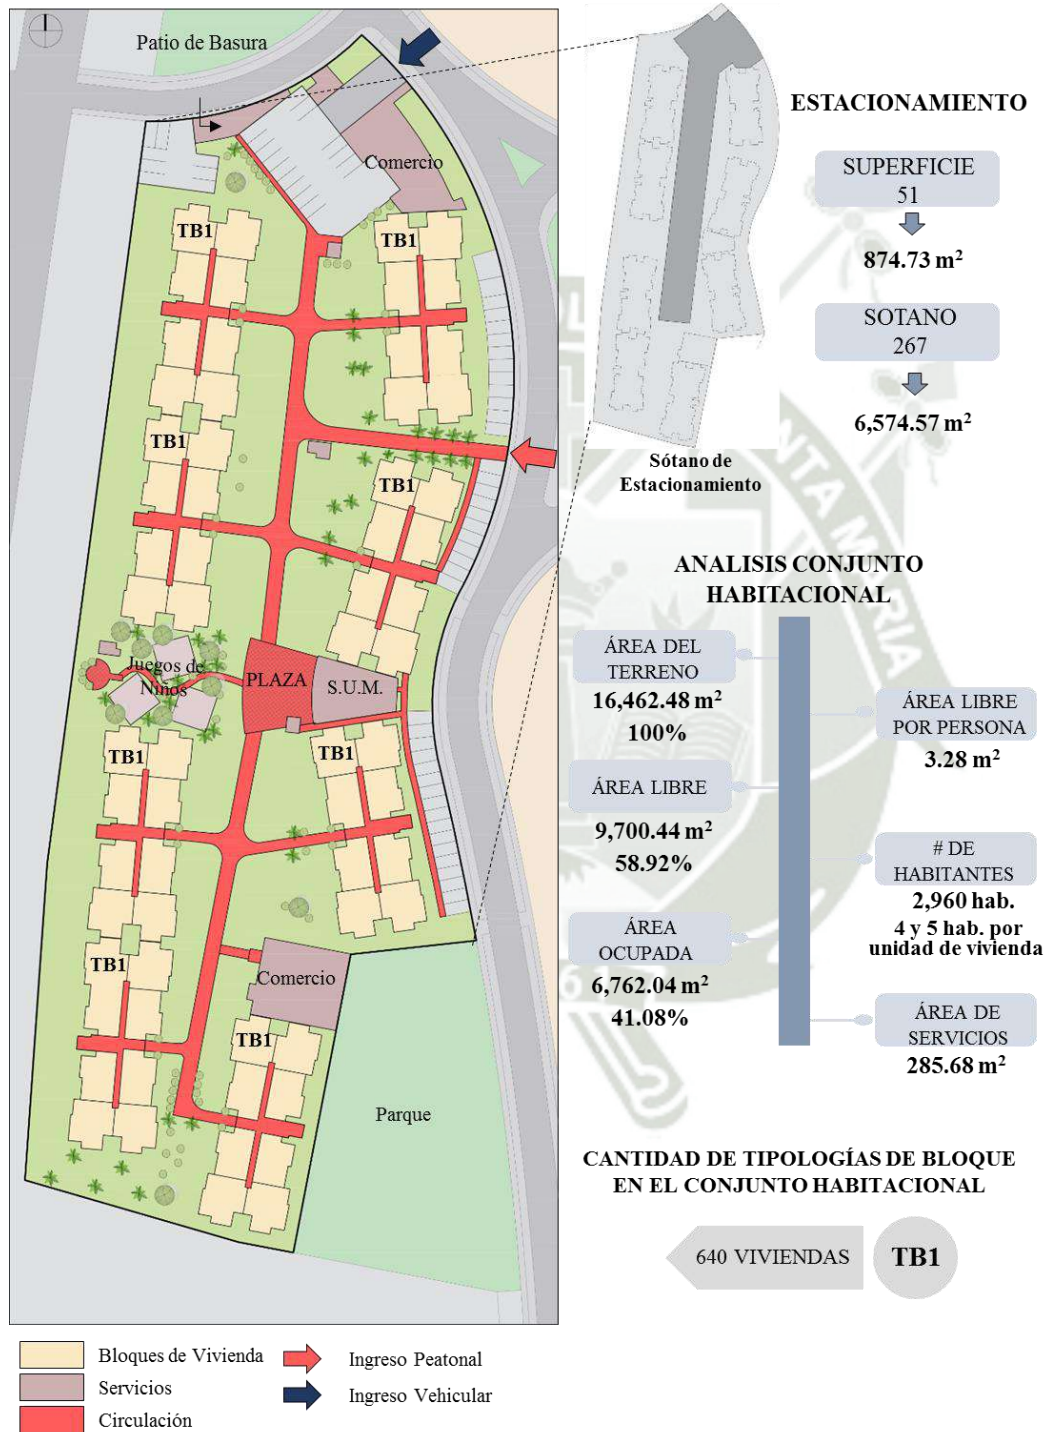 Patio de Basura
Comercio
TB1
TB1
TB1
TB1
Juegos de
Niños
PLAZA
S.U.M.
TB1
TB1
TB1
Comercio
TB1
Parque
Bloques de Vivienda
Servicios
Circulación
Ingreso Peatonal
Ingreso Vehicular
Sótano de
Estacionamiento
ESTACIONAMIENTO
SUPERFICIE
51
874.73 m²
SOTANO
267
6,574.57 m²
ANALISIS CONJUNTO
HABITACIONAL
ÁREA DEL
TERRENO
16,462.48 m²
100%
ÁREA LIBRE
9,700.44 m²
58.92%
ÁREA
OCUPADA
6,762.04 m²
41.08%
ÁREA LIBRE
POR PERSONA
3.28 m²
# DE
HABITANTES
2,960 hab.
4 y 5 hab. por
unidad de vivienda
ÁREA DE
SERVICIOS
285.68 m²
CANTIDAD DE TIPOLOGÍAS DE BLOQUE
EN EL CONJUNTO HABITACIONAL
640 VIVIENDAS
TB1
NTA MARIA